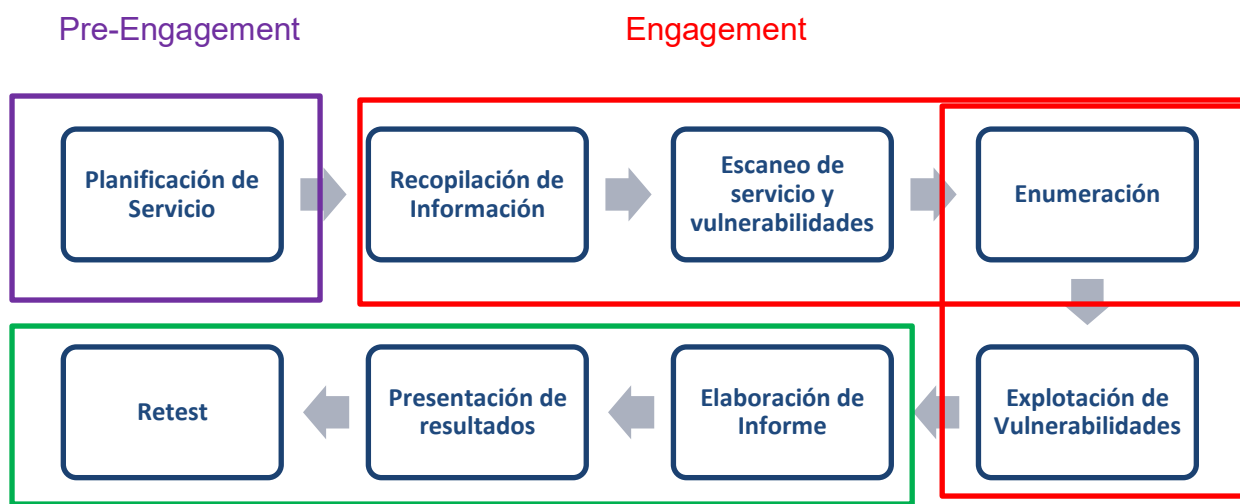 Pre-Engagement
Engagement
Planificación de
Servicio
Recopilación de
Información
Escaneo de
servicio y
vulnerabilidades
Enumeración
Explotación de
Vulnerabilidades
Elaboración de
Informe
Presentación de
resultados
Retest